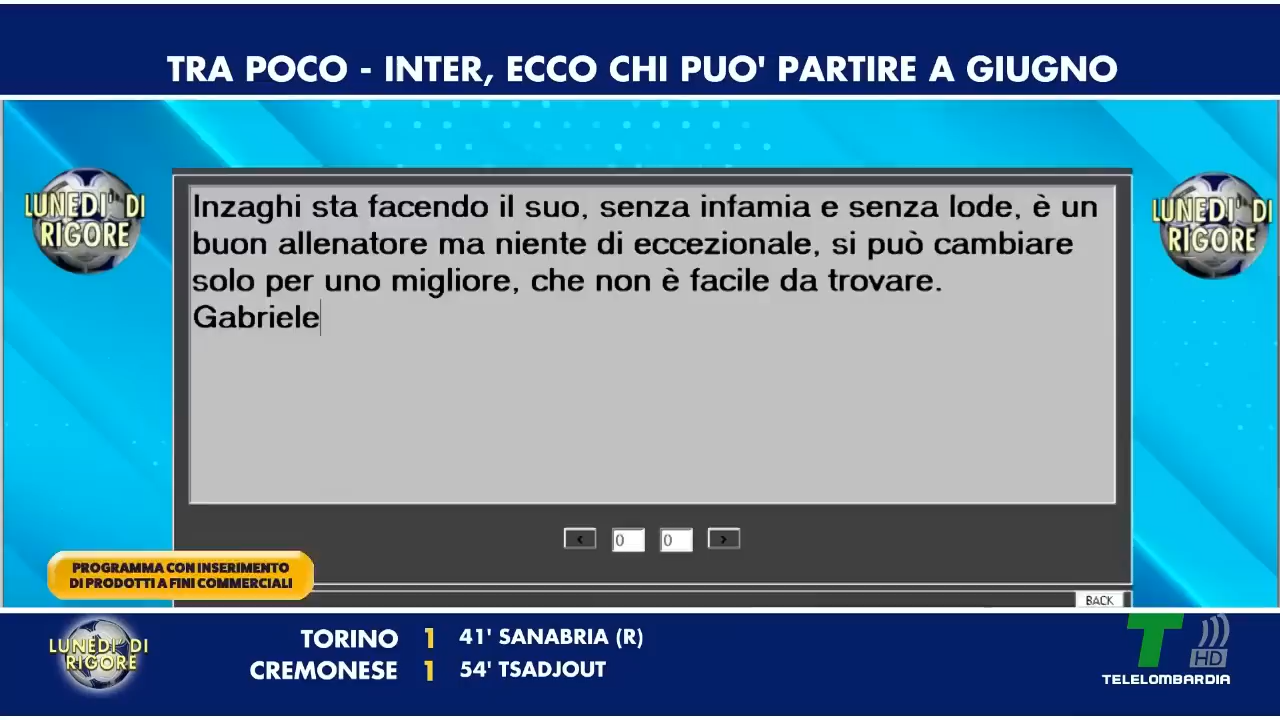 TRA POCO - INTER, ECCO CHI PUO' PARTIRE A GIUGNO
LUNEDI' DI
RIGORE
LUNEDI' DI
RIGORE
Inzaghi sta facendo il suo, senza infamia e senza lode, è un
buon allenatore ma niente di eccezionale, si può cambiare
solo per uno migliore, che non è facile da trovare.
Gabriele
< 0 0 >
PROGRAMMA CON INSERIMENTO
DI PRODOTTI A FINI COMMERCIALI
BACK
LUNEDI' DI
RIGORE
TORINO 1 41' SANABRIA (R)
CREMONESE 1 54' TSADJOUT
T HD
TELELOMBARDIA